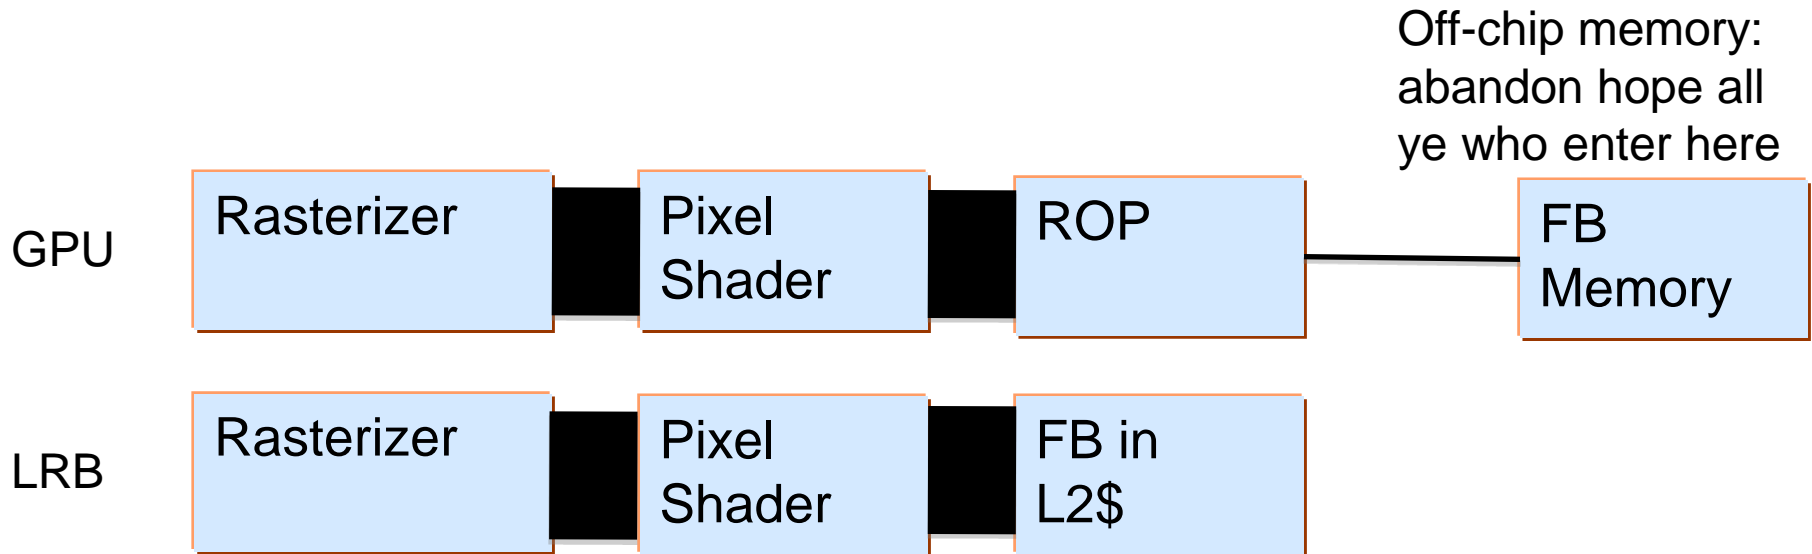 Off-chip memory:
abandon hope all
ye who enter here
GPU
Rasterizer
Pixel
Shader
ROP
FB
Memory
LRB
Rasterizer
Pixel
Shader
FB in
L2$